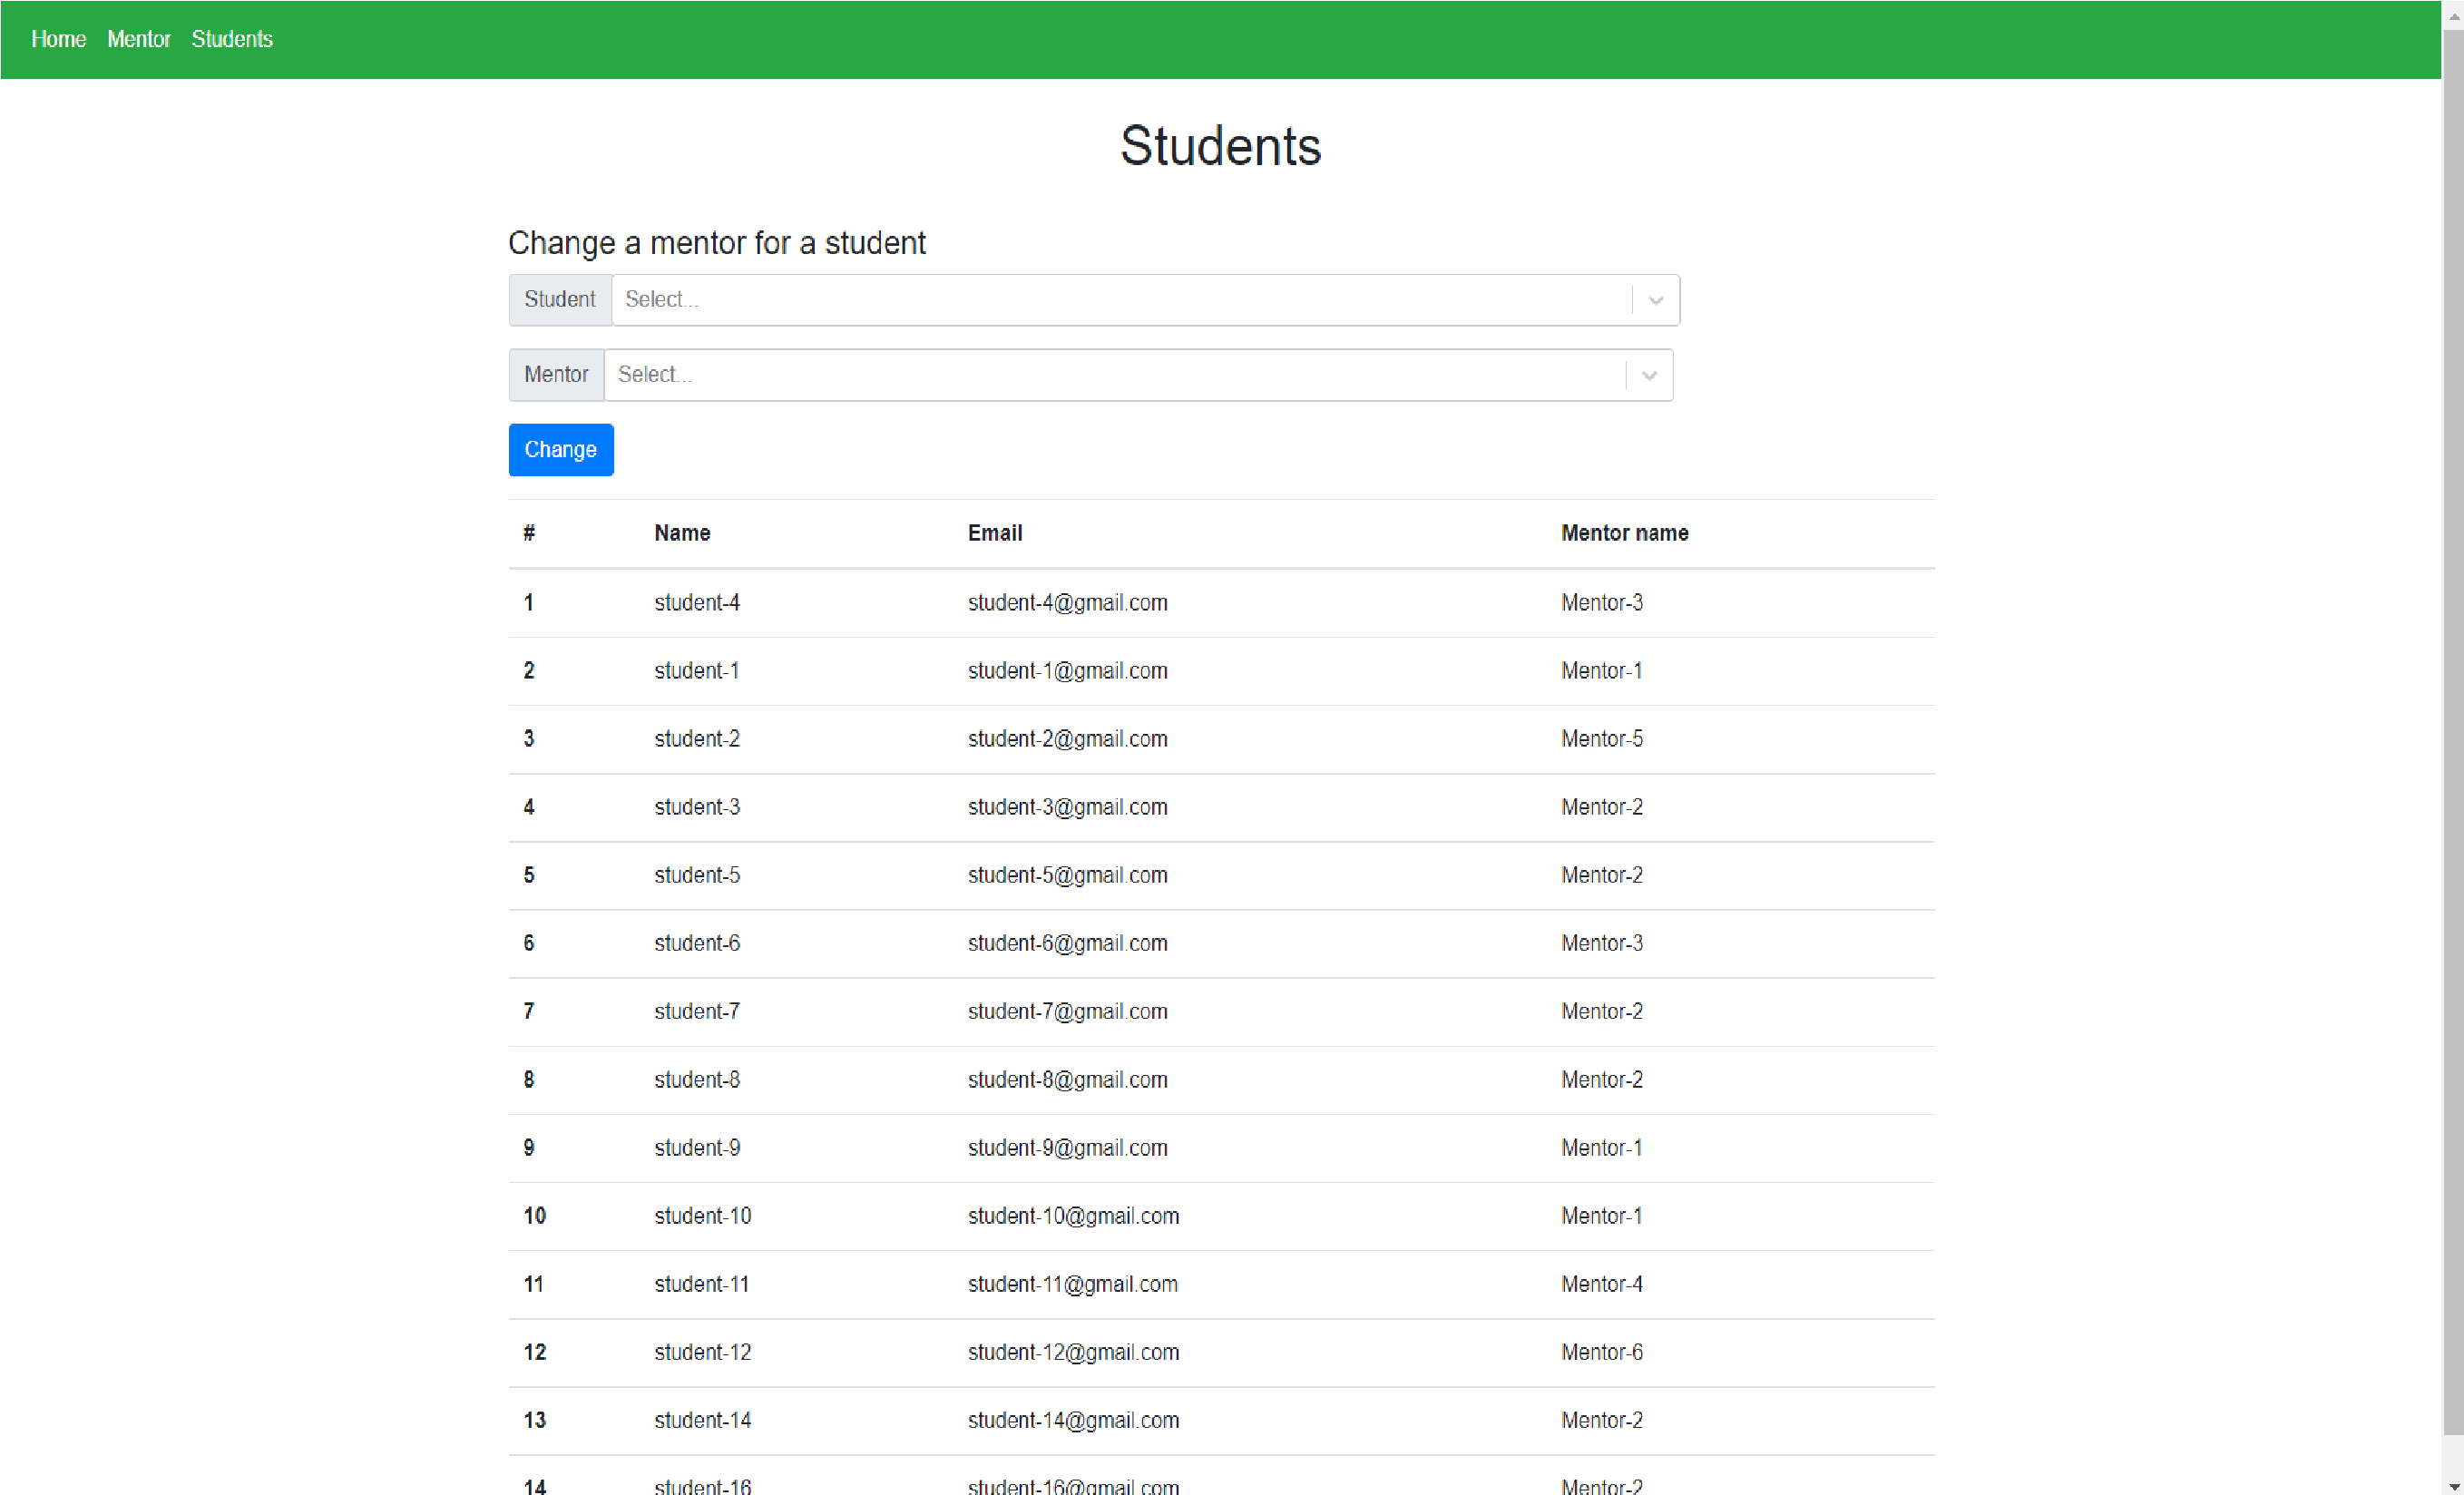 Home Mentor Students
Students
Change a mentor for a student
Student Select...
Mentor Select...
Change
# Name Email Mentor name
1 student-4 student-4@gmail.com Mentor-3
2 student-1 student-1@gmail.com Mentor-1
3 student-2 student-2@gmail.com Mentor-5
4 student-3 student-3@gmail.com Mentor-2
5 student-5 student-5@gmail.com Mentor-2
6 student-6 student-6@gmail.com Mentor-3
7 student-7 student-7@gmail.com Mentor-2
8 student-8 student-8@gmail.com Mentor-2
9 student-9 student-9@gmail.com Mentor-1
10 student-10 student-10@gmail.com Mentor-1
11 student-11 student-11@gmail.com Mentor-4
12 student-12 student-12@gmail.com Mentor-6
13 student-14 student-14@gmail.com Mentor-2
14 student-16 student-16@gmail.com Mentor-2